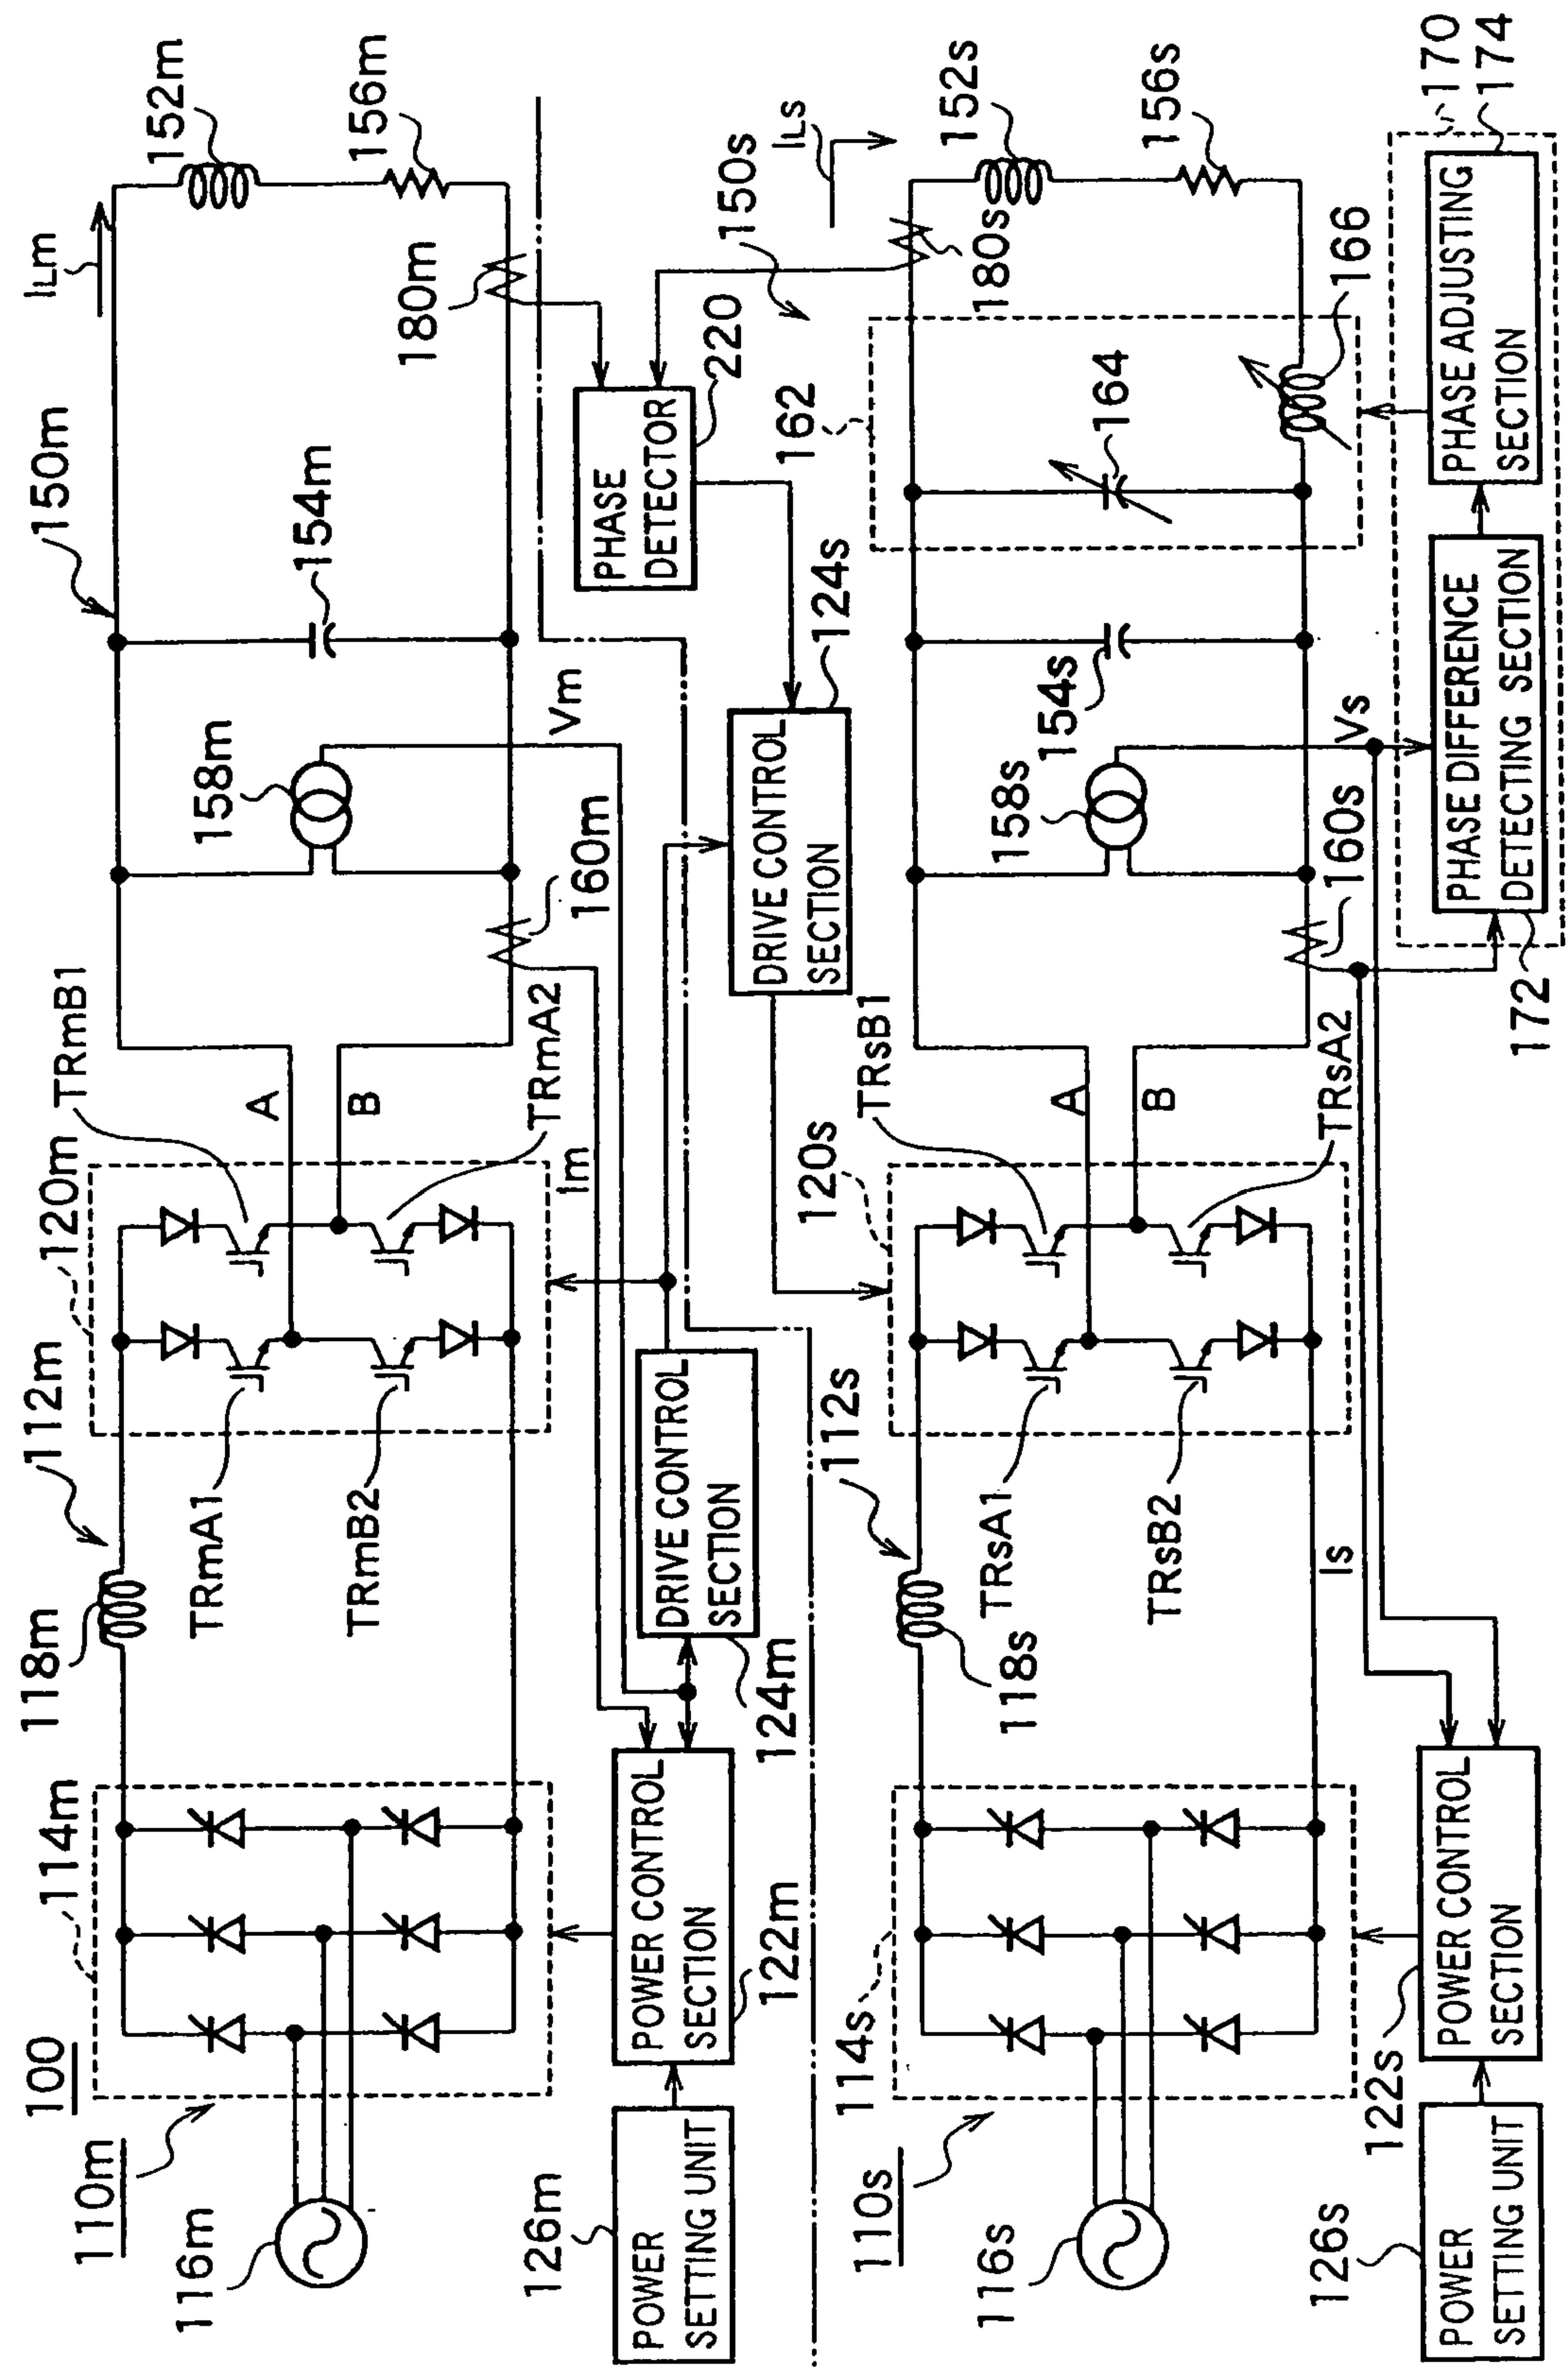 100
110m
112m
114m
116m
118m
120m
TRmA1
TRmB2
TRmB1
TRmA2
A
B
150m
152m
154m
156m
158m
160m
180m
ILm
Vm
Im
122m
124m
126m
POWER
SETTING UNIT
POWER CONTROL
SECTION
DRIVE CONTROL
SECTION
DRIVE CONTROL
SECTION
124s
PHASE
DETECTOR
220
110s
112s
114s
116s
118s
120s
TRsA1
TRsB2
TRsB1
TRsA2
A
B
150s
152s
154s
156s
158s
160s
180s
ILs
162
164
166
Vs
Is
122s
126s
POWER
SETTING UNIT
POWER CONTROL
SECTION
PHASE DIFFERENCE
DETECTING SECTION
172
PHASE ADJUSTING
SECTION
170
174